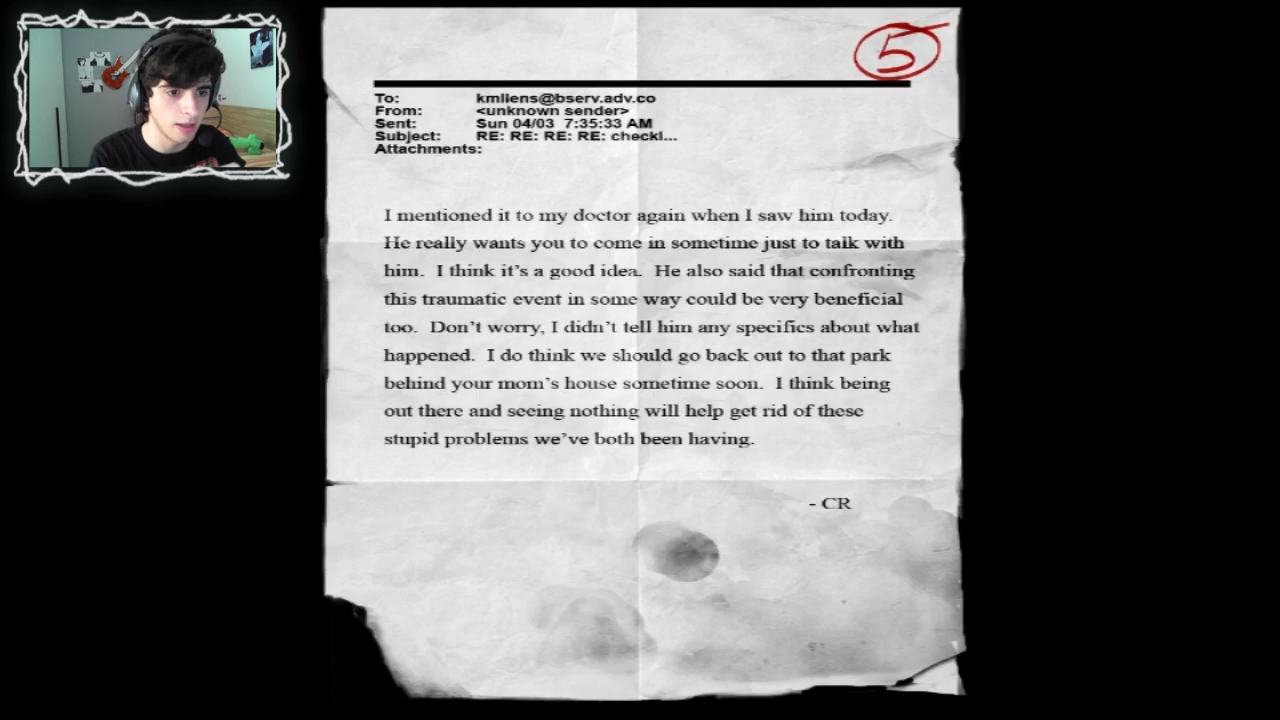 5
To: kmllens@bserv.adv.co
From: <unknown sender>
Sent: Sun 04/03 7:35:33 AM
Subject: RE: RE: RE: RE: checkl...
Attachments:
I mentioned it to my doctor again when I saw him today.
He really wants you to come in sometime just to talk with
him. I think it's a good idea. He also said that confronting
this traumatic event in some way could be very beneficial
too. Don't worry, I didn't tell him any specifics about what
happened. I do think we should go back out to that park
behind your mom's house sometime soon. I think being
out there and seeing nothing will help get rid of these
stupid problems we've both been having.
- CR